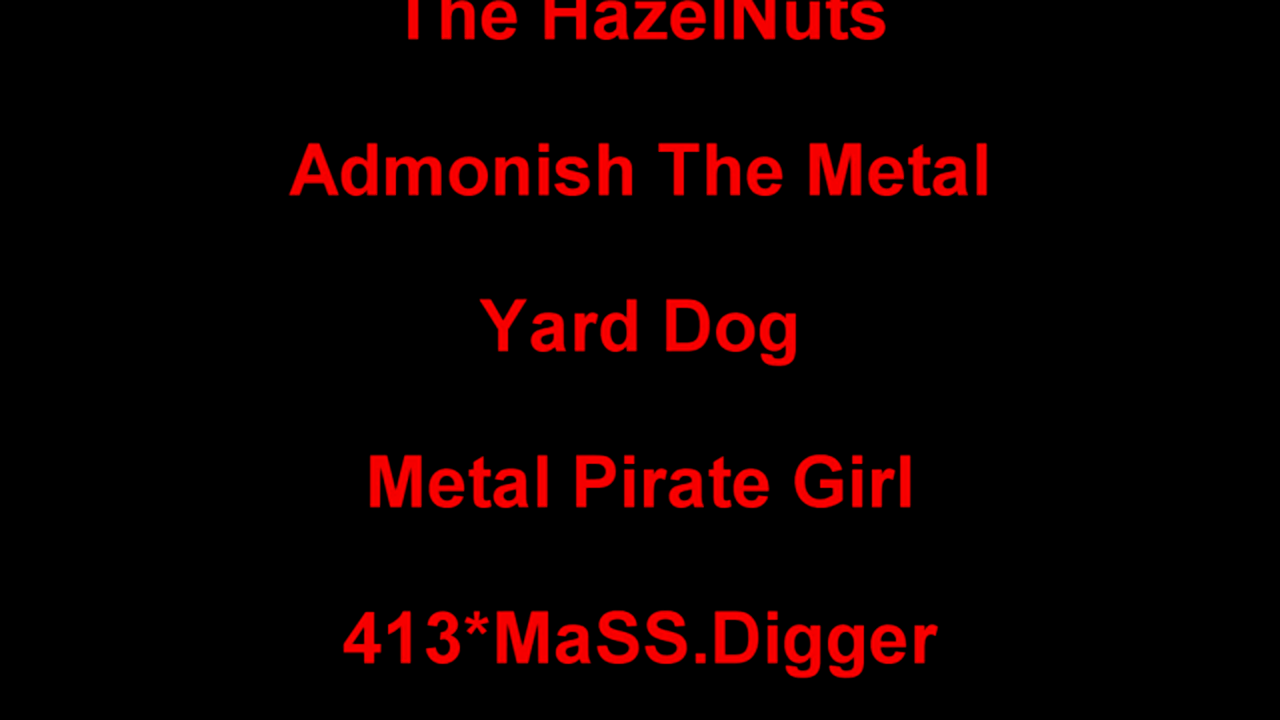 The HazelNuts
Admonish The Metal
Yard Dog
Metal Pirate Girl
413*MaSS.Digger